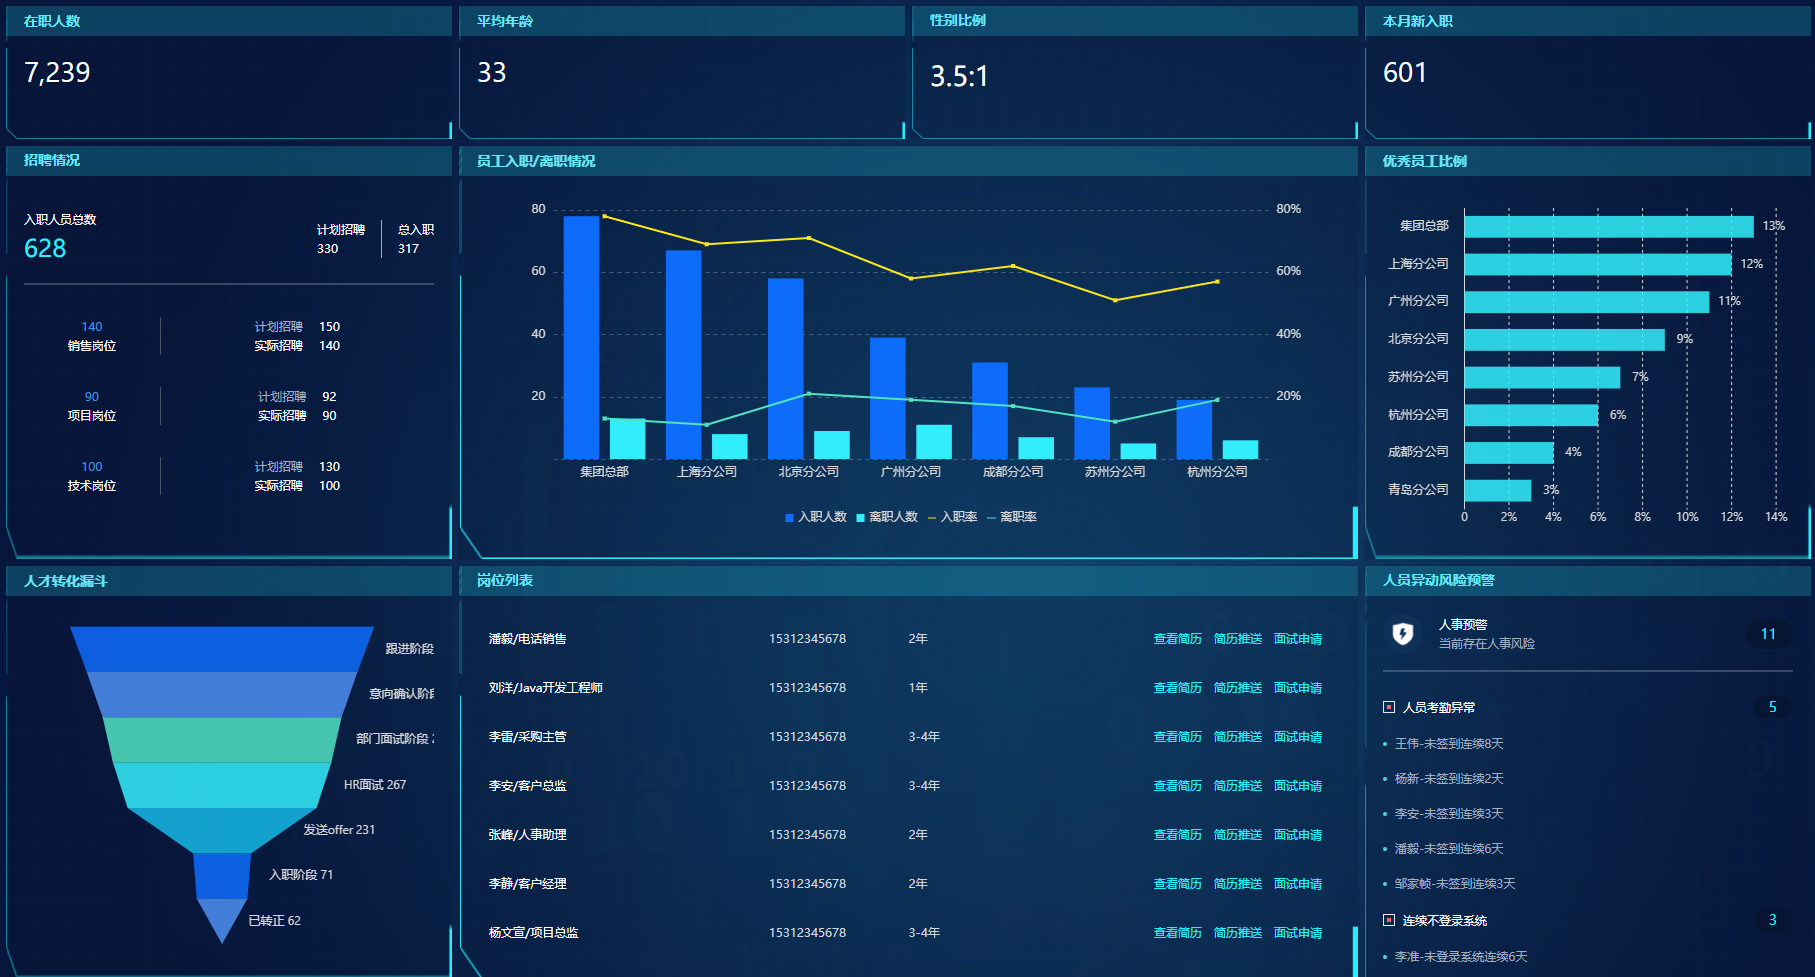 在职人数
7,239
平均年龄
33
性别比例
3.5:1
本月新入职
601
招聘情况
入职人员总数
628
计划招聘
330
总入职
317
140
销售岗位
计划招聘 150
实际招聘 140
90
项目岗位
计划招聘 92
实际招聘 90
100
技术岗位
计划招聘 130
实际招聘 100
员工入职/离职情况
80
60
40
20
80%
60%
40%
20%
集团总部 上海分公司 北京分公司 广州分公司 成都分公司 苏州分公司 杭州分公司
入职人数 离职人数 入职率 离职率
优秀员工比例
集团总部 13%
上海分公司 12%
广州分公司 11%
北京分公司 9%
苏州分公司 7%
杭州分公司 6%
成都分公司 4%
青岛分公司 3%
0 2% 4% 6% 8% 10% 12% 14%
人才转化漏斗
跟进阶段
意向确认阶段
部门面试阶段
HR面试 267
发送offer 231
入职阶段 71
已转正 62
岗位列表
潘毅/电话销售 15312345678 2年 查看简历 简历推送 面试申请
刘洋/Java开发工程师 15312345678 1年 查看简历 简历推送 面试申请
李雷/采购主管 15312345678 3-4年 查看简历 简历推送 面试申请
李安/客户总监 15312345678 3-4年 查看简历 简历推送 面试申请
张峰/人事助理 15312345678 2年 查看简历 简历推送 面试申请
李静/客户经理 15312345678 2年 查看简历 简历推送 面试申请
杨文宣/项目总监 15312345678 3-4年 查看简历 简历推送 面试申请
人员异动风险预警
人事预警
当前存在人事风险
11
人员考勤异常 5
王伟-未签到连续8天
杨新-未签到连续2天
李安-未签到连续3天
潘毅-未签到连续6天
邹家帧-未签到连续3天
连续不登录系统 3
李准-未登录系统连续6天